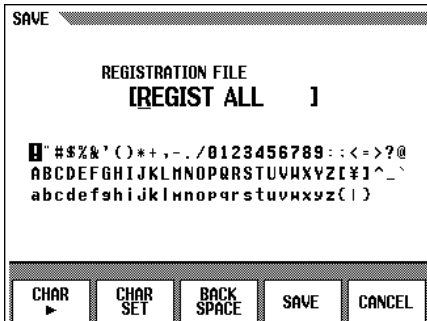 SAVE
REGISTRATION FILE
[REGIST ALL     ]
!"#$%&'()*+,-./0123456789:;<=>?@
ABCDEFGHIJKLMNOPQRSTUVWXYZ[¥]^_`
abcdefghijklmnopqrstuvwxyz{|}
CHAR ►
CHAR
SET
BACK
SPACE
SAVE
CANCEL